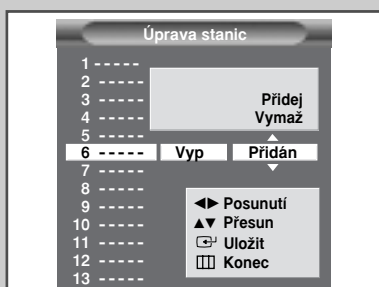 Úprava stanic
1 -----
2 -----
3 ----- Přidej
4 ----- Vymaž
5 -----
6 ----- Vyp Přidán
7 -----
8 -----
9 ----- ◀▶ Posunutí
10 ----- ▲▼ Přesun
11 ----- Uložit
12 ----- Konec
13 -----